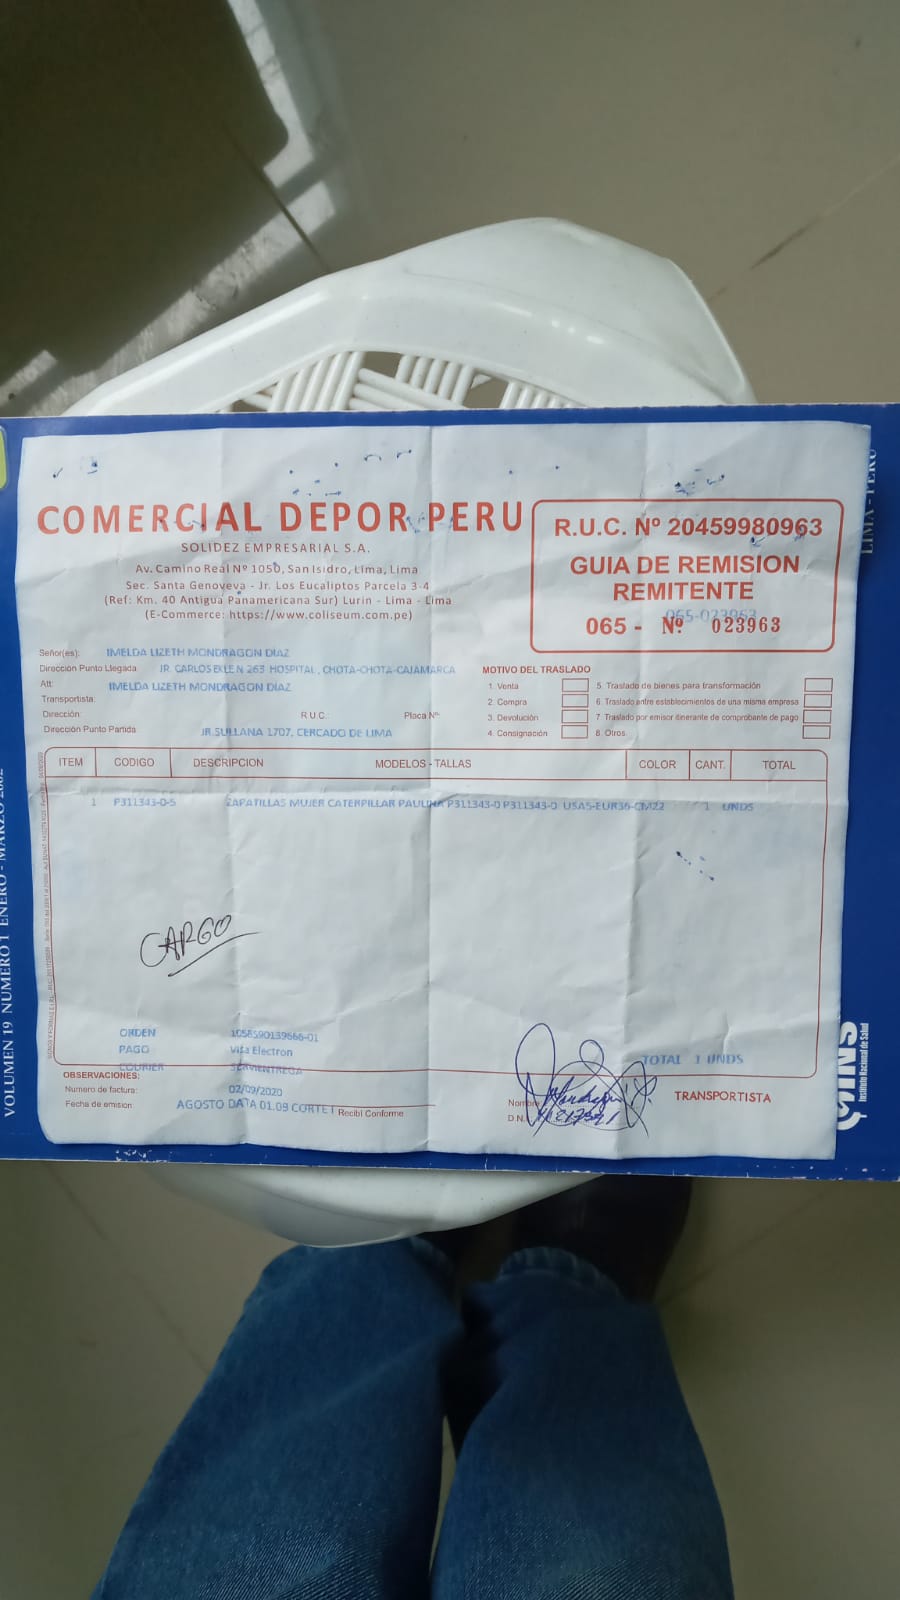 COMERCIAL DEPOR PERU
SOLIDEZ EMPRESARIAL S.A.
Av. Camino Real Nº 1050, San Isidro, Lima, Lima
Sec. Santa Genoveva - Jr. Los Eucaliptos Parcela 3-4
(Ref: Km. 40 Antigua Panamericana Sur) Lurin - Lima - Lima
(E-Commerce: https://www.coliseum.com.pe)
R.U.C. Nº 20459980963
GUIA DE REMISION
REMITENTE
065-023963
065 - Nº 023963
Señor(es): IMELDA LIZETH MONDRAGON DIAZ
Dirección Punto Llegada JR. CARLOS EKLEN 263 HOSPITAL, CHOTA-CHOTA-CAJAMARCA
Att: IMELDA LIZETH MONDRAGON DIAZ
Transportista:
Dirección: R.U.C.: Placa Nº:
Dirección Punto Partida JR.SULLANA 1707, CERCADO DE LIMA
MOTIVO DEL TRASLADO
1. Venta 5. Traslado de bienes para transformación
2. Compra 6. Traslado entre establecimientos de una misma empresa
3. Devolución 7. Traslado por emisor itinerante de comprobante de pago
4. Consignación 8. Otros.
ITEM CODIGO DESCRIPCION MODELOS - TALLAS COLOR CANT. TOTAL
1 P311343-0-5 ZAPATILLAS MUJER CATERPILLAR PAULINA P311343-0 P311343-0 USA5-EUR36-CM22 1 UNDS
CARGO
ORDEN 1058590139666-01
PAGO Visa Electron
COURIER SERVIENTREGA
TOTAL 1 UNDS
OBSERVACIONES:
Numero de factura: 02/09/2020
Fecha de emision: AGOSTO DATA 01.09 CORTE1 Recibí Conforme
Nombre
D.N.
TRANSPORTISTA
VOLUMEN 19 NUMERO 1 ENERO - MARZO 2002
LIMA - PERU
INS
Instituto Nacional de Salud